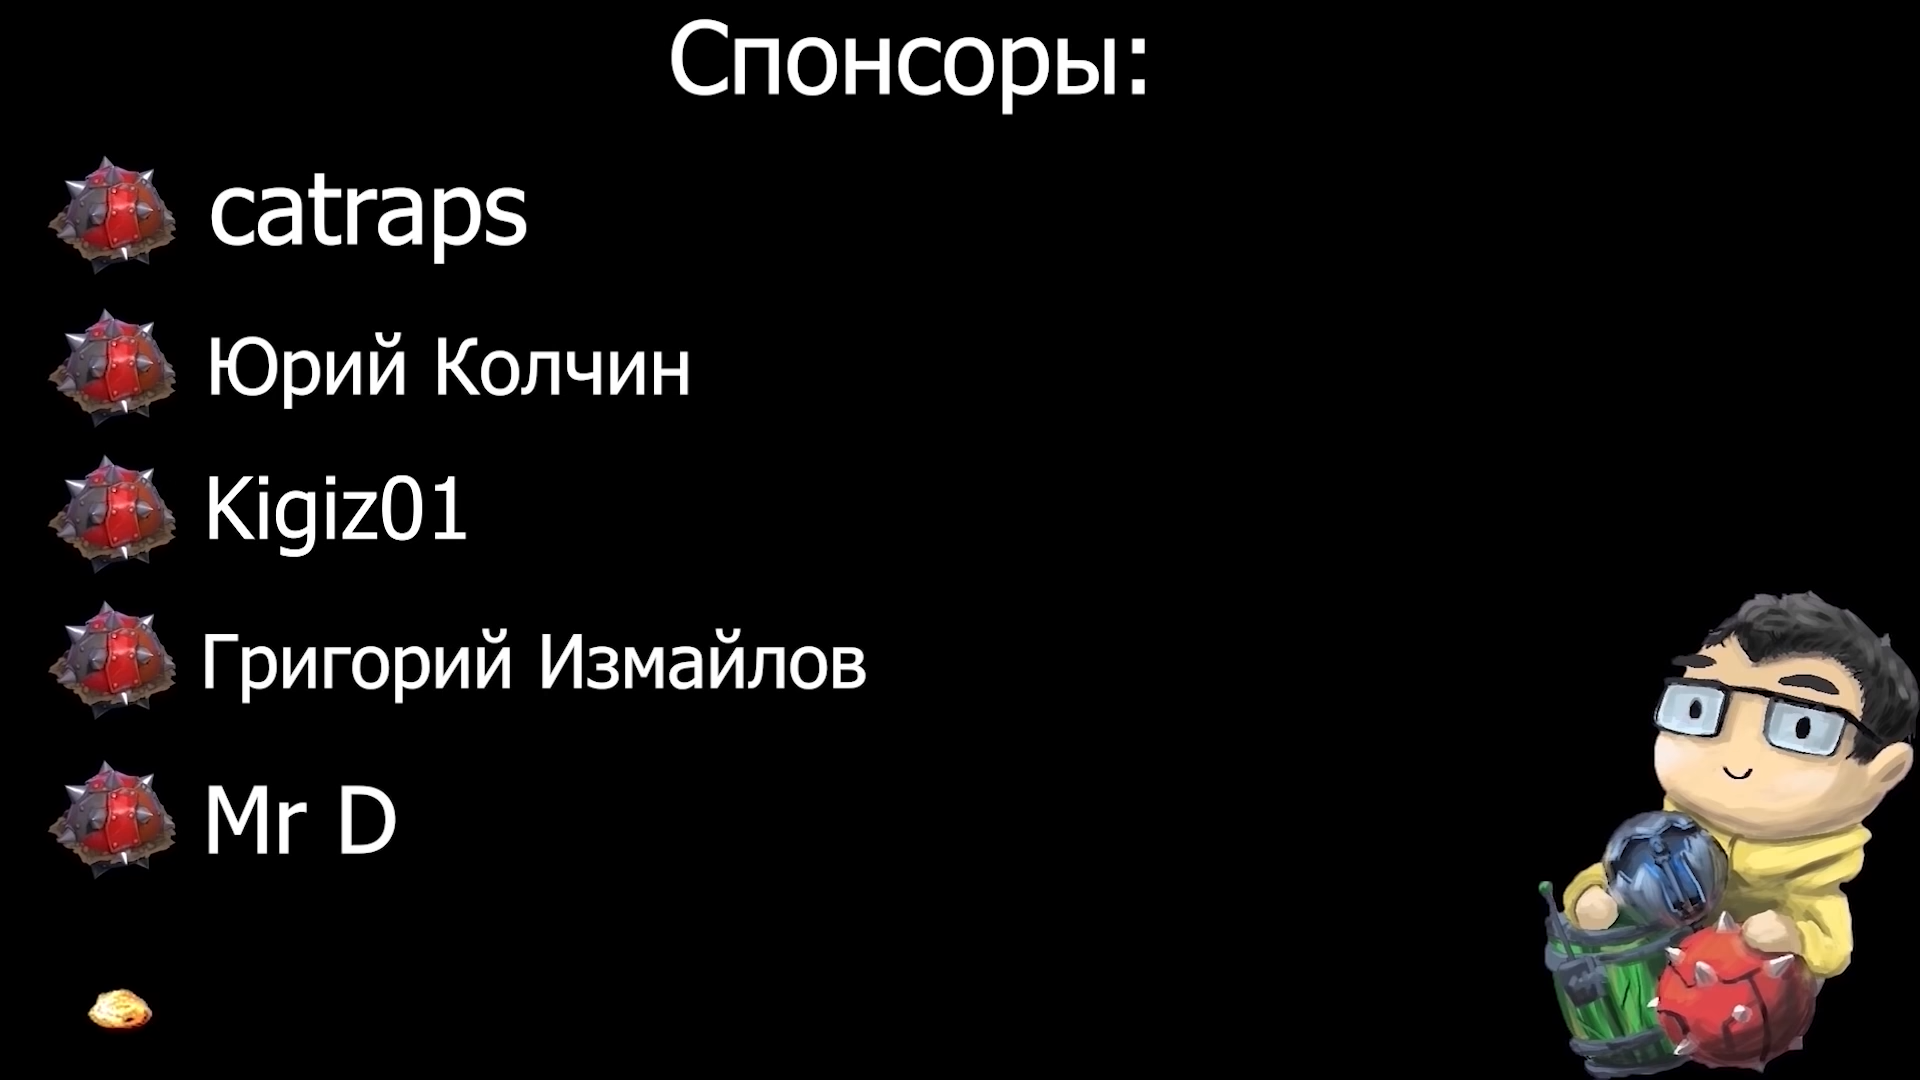 Спонсоры:
catraps
Юрий Колчин
Kigiz01
Григорий Измайлов
Mr D